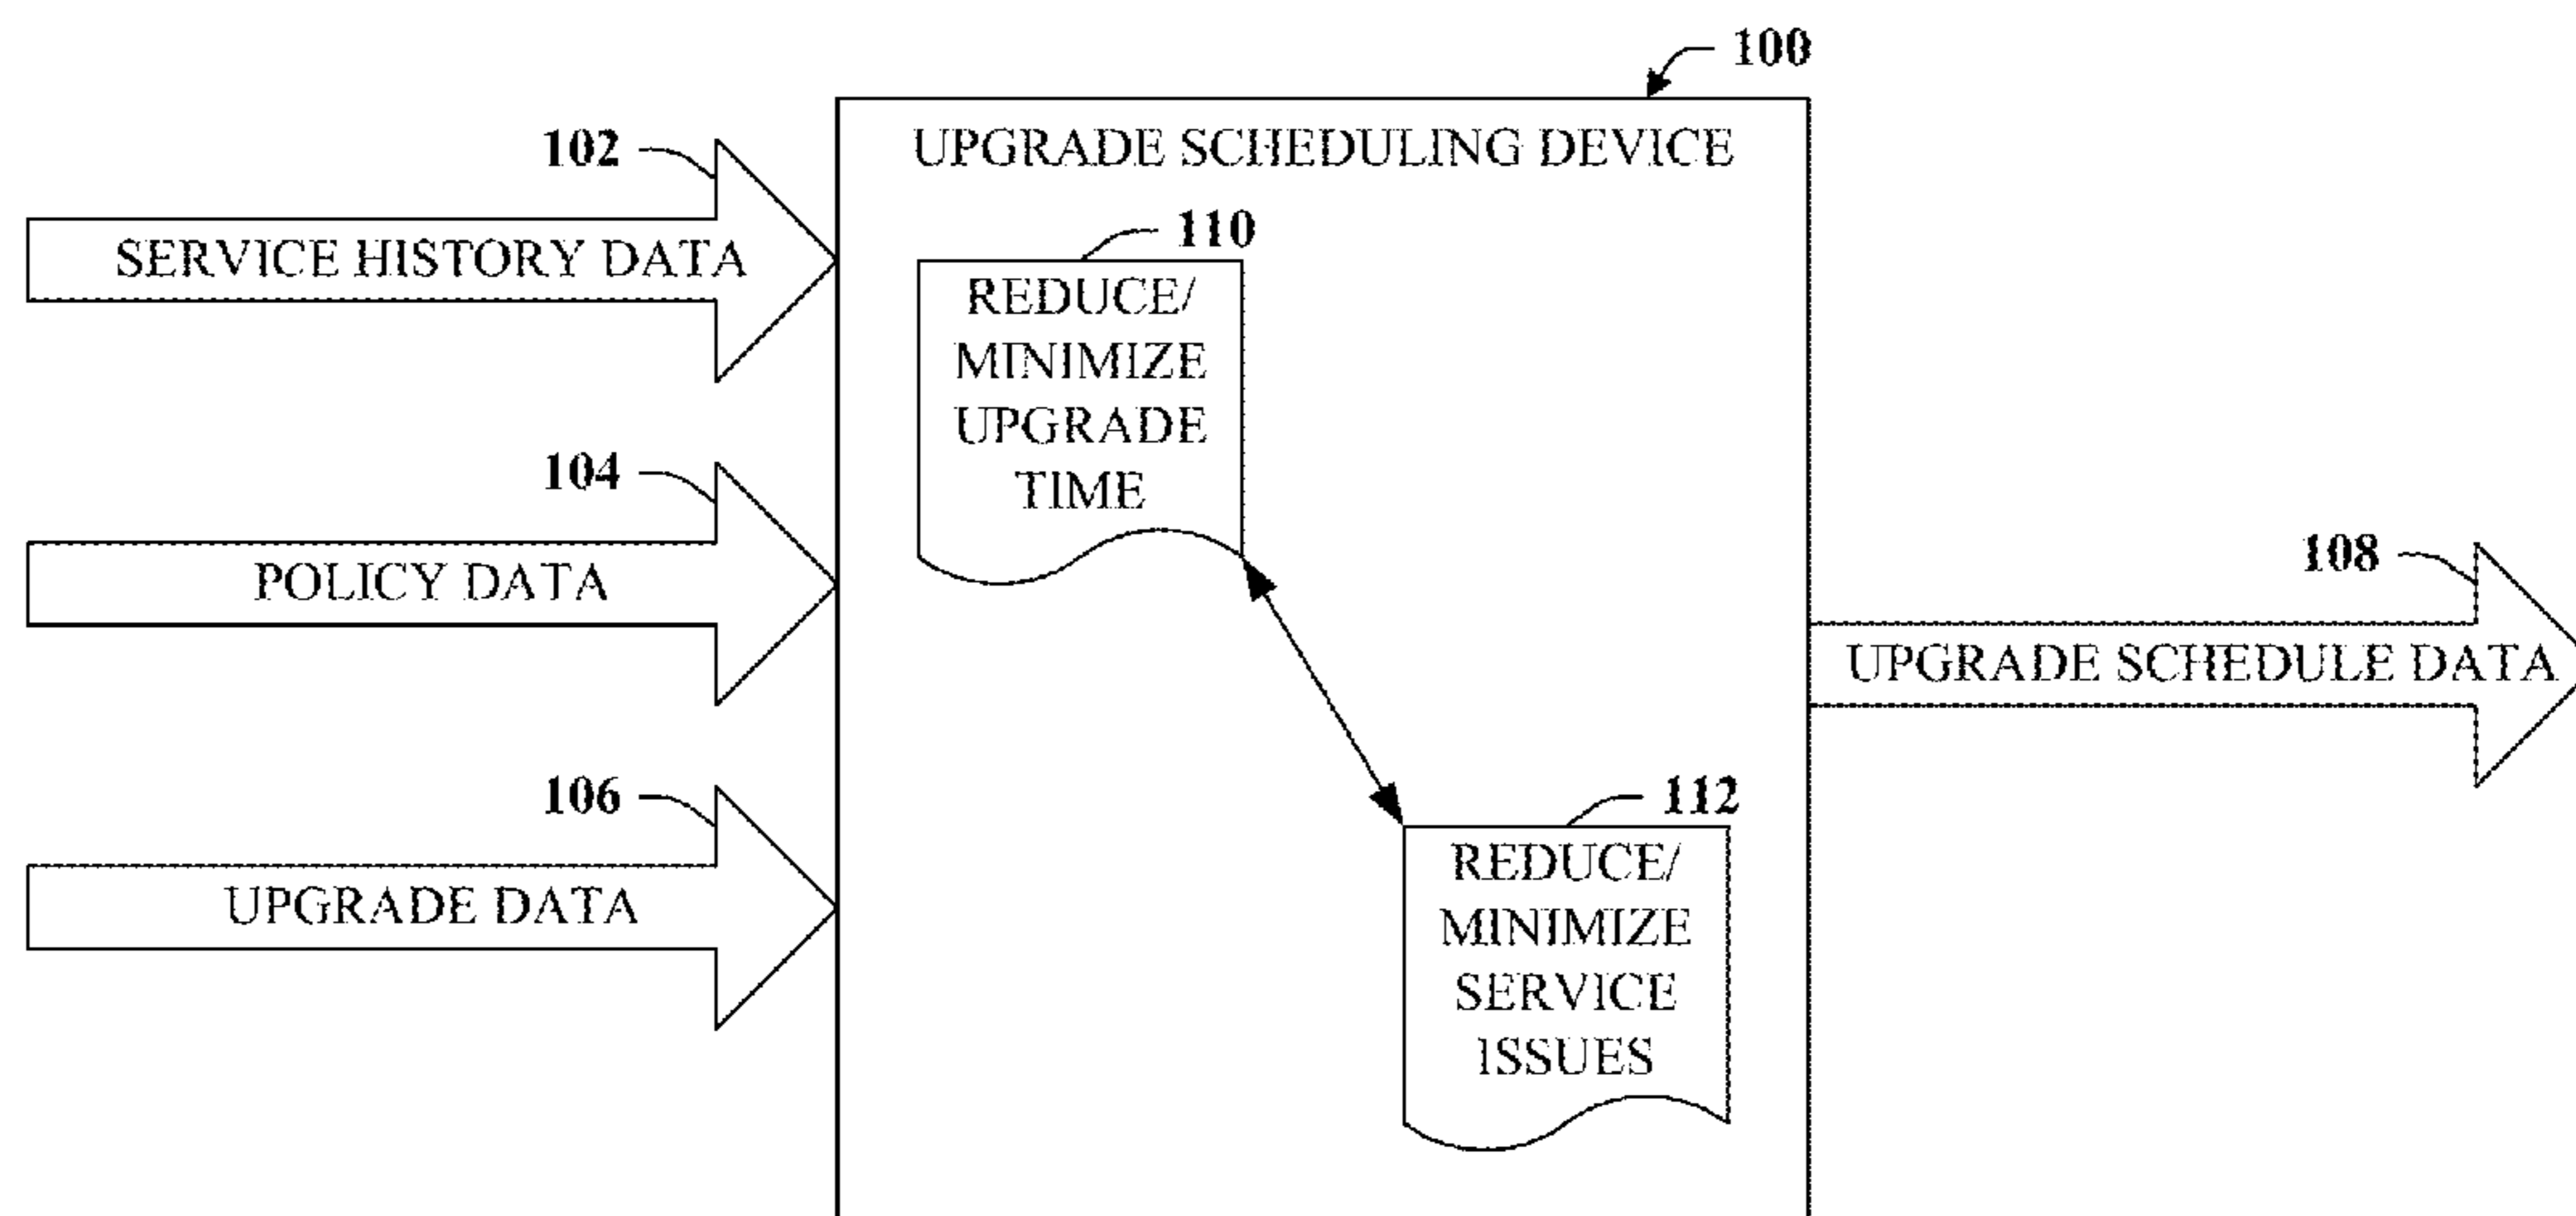 100
UPGRADE SCHEDULING DEVICE
102
SERVICE HISTORY DATA
110
REDUCE/
MINIMIZE
UPGRADE
TIME
104
POLICY DATA
108
UPGRADE SCHEDULE DATA
106
UPGRADE DATA
112
REDUCE/
MINIMIZE
SERVICE
ISSUES